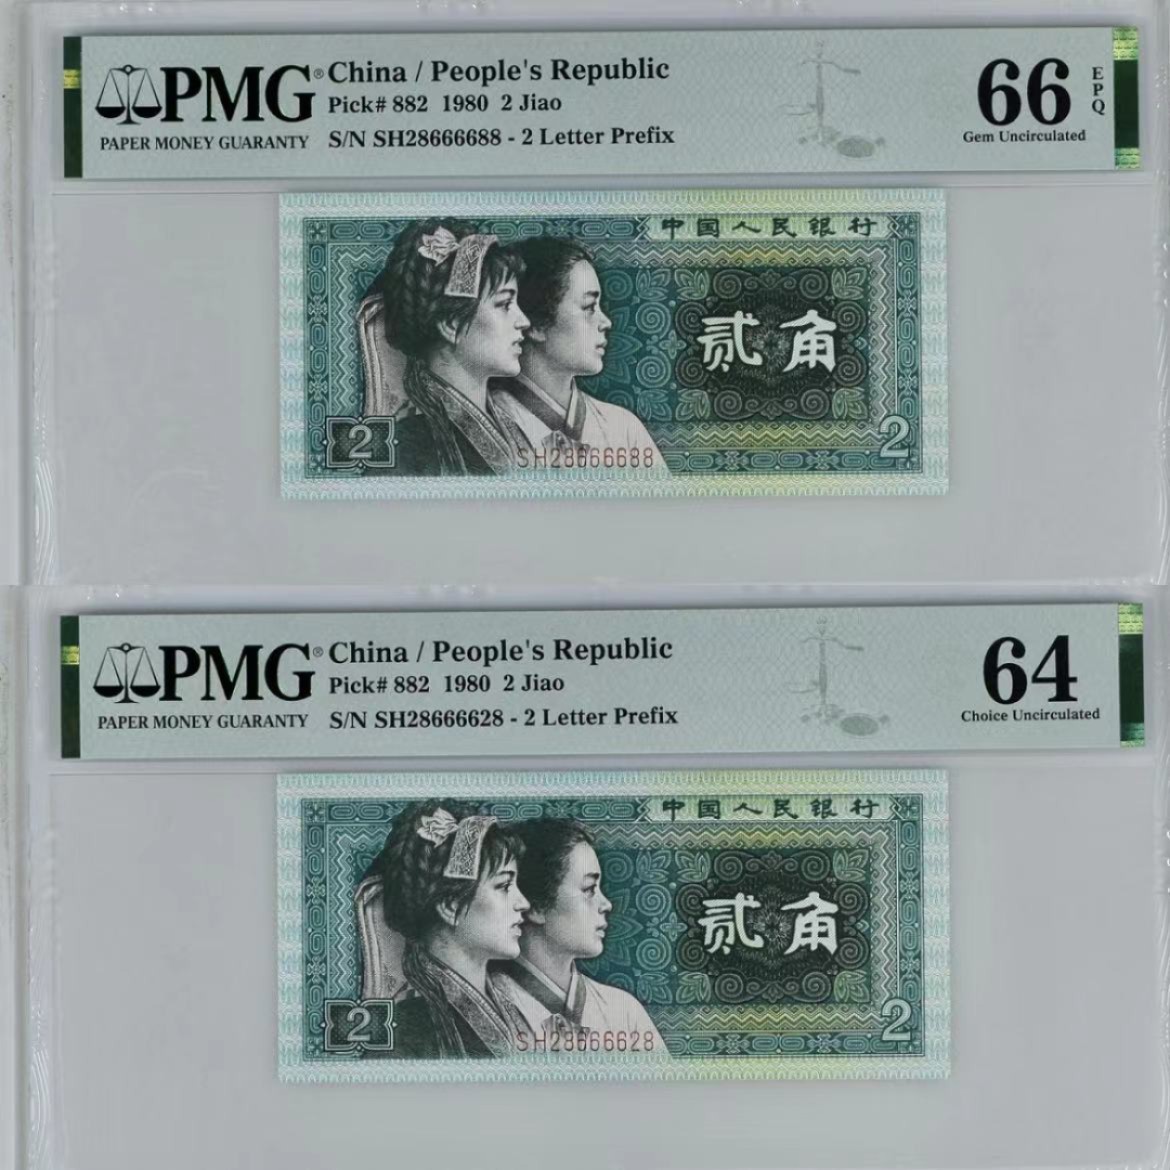 PMG®
PAPER MONEY GUARANTY
China / People's Republic
Pick# 882 1980 2 Jiao
S/N SH28666688 - 2 Letter Prefix
66
EPQ
Gem Uncirculated
中国人民银行
贰角
2
SH28666688
2
PMG®
PAPER MONEY GUARANTY
China / People's Republic
Pick# 882 1980 2 Jiao
S/N SH28666628 - 2 Letter Prefix
64
Choice Uncirculated
中国人民银行
贰角
2
SH28666628
2